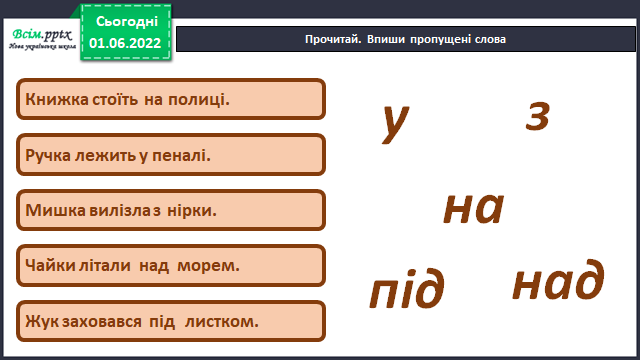 Всім.pptx
Нова українська школа
Сьогодні
01.06.2022
Прочитай. Впиши пропущені слова
Книжка стоїть на полиці.
Ручка лежить у пеналі.
Мишка вилізла з нірки.
Чайки літали над морем.
Жук заховався під листком.
у
з
на
під
над